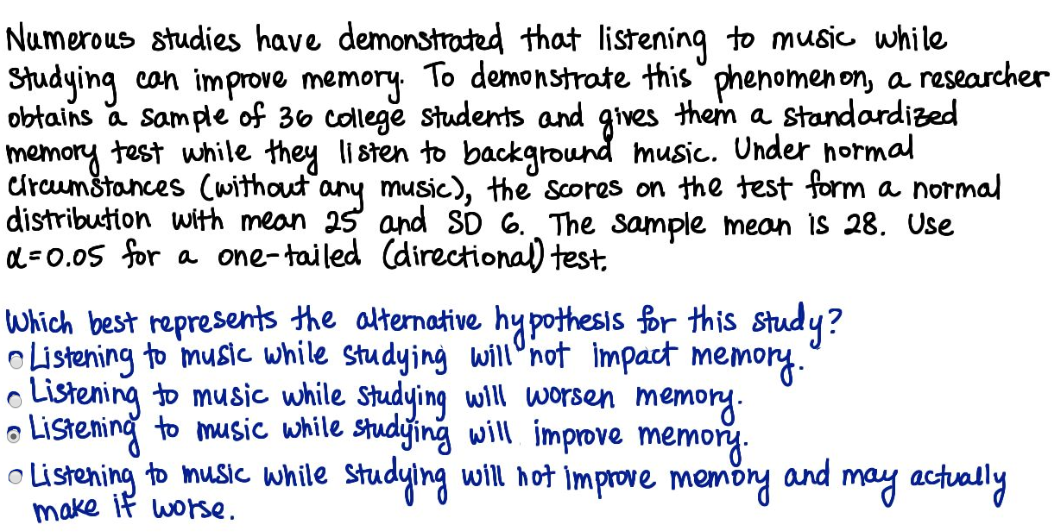 Numerous studies have demonstrated that listening to music while
Studying can improve memory. To demonstrate this phenomenon, a researcher
obtains a sample of 36 college students and gives them a standardized
memory test while they listen to background music. Under normal
circumstances (without any music), the scores on the test form a normal
distribution with mean 25 and SD 6. The sample mean is 28. Use
α=0.05 for a one-tailed (directional) test.
Which best represents the alternative hypothesis for this study?
Listening to music while studying will not impact memory.
Listening to music while studying will worsen memory.
Listening to music while studying will improve memory.
Listening to music while studying will not improve memory and may actually
make it worse.